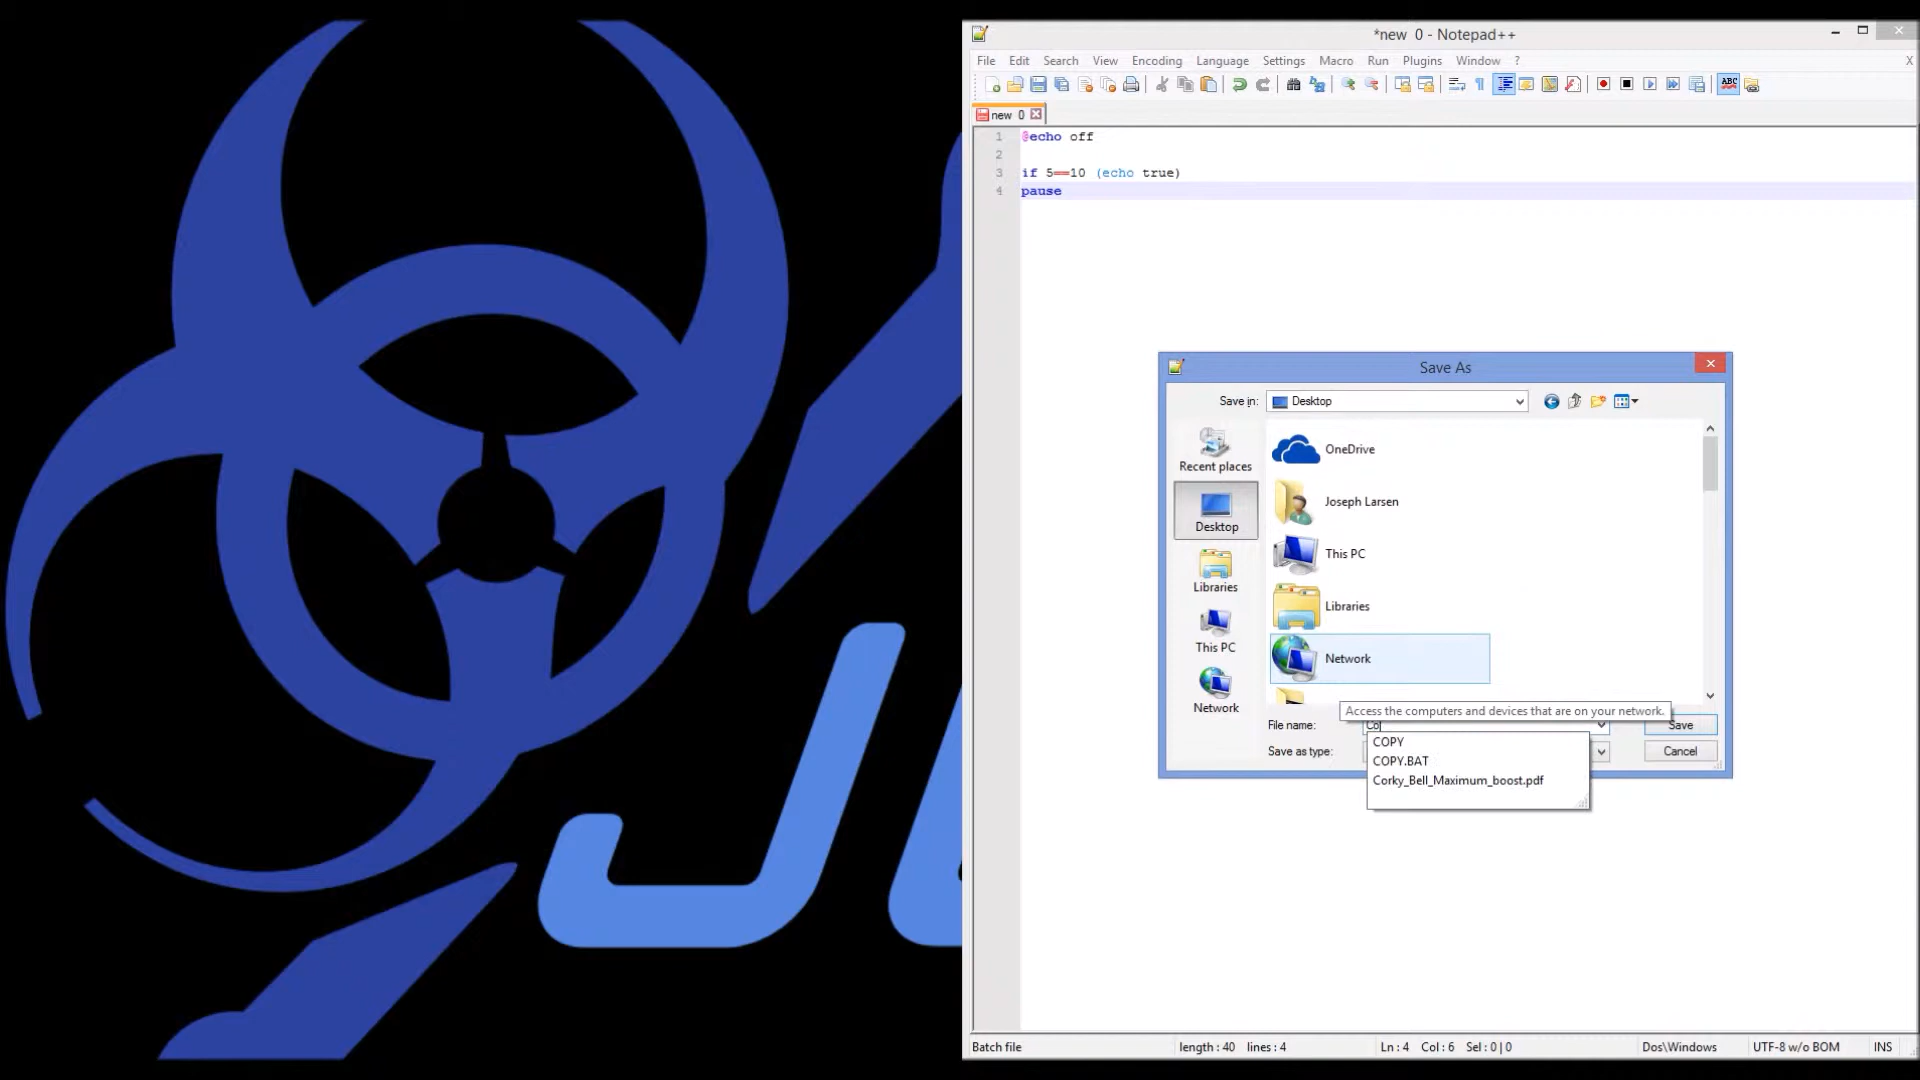 *new 0 - Notepad++
File Edit Search View Encoding Language Settings Macro Run Plugins Window ? X
new 0
1 @echo off
2
3 if 5==10 (echo true)
4 pause
Save As
Save in: Desktop
Recent places
Desktop
Libraries
This PC
Network
OneDrive
Joseph Larsen
This PC
Libraries
Network
Access the computers and devices that are on your network.
File name: Co Save
Save as type: Cancel
COPY
COPY.BAT
Corky_Bell_Maximum_boost.pdf
Batch file length : 40 lines : 4 Ln : 4 Col : 6 Sel : 0 | 0 Dos\Windows UTF-8 w/o BOM INS